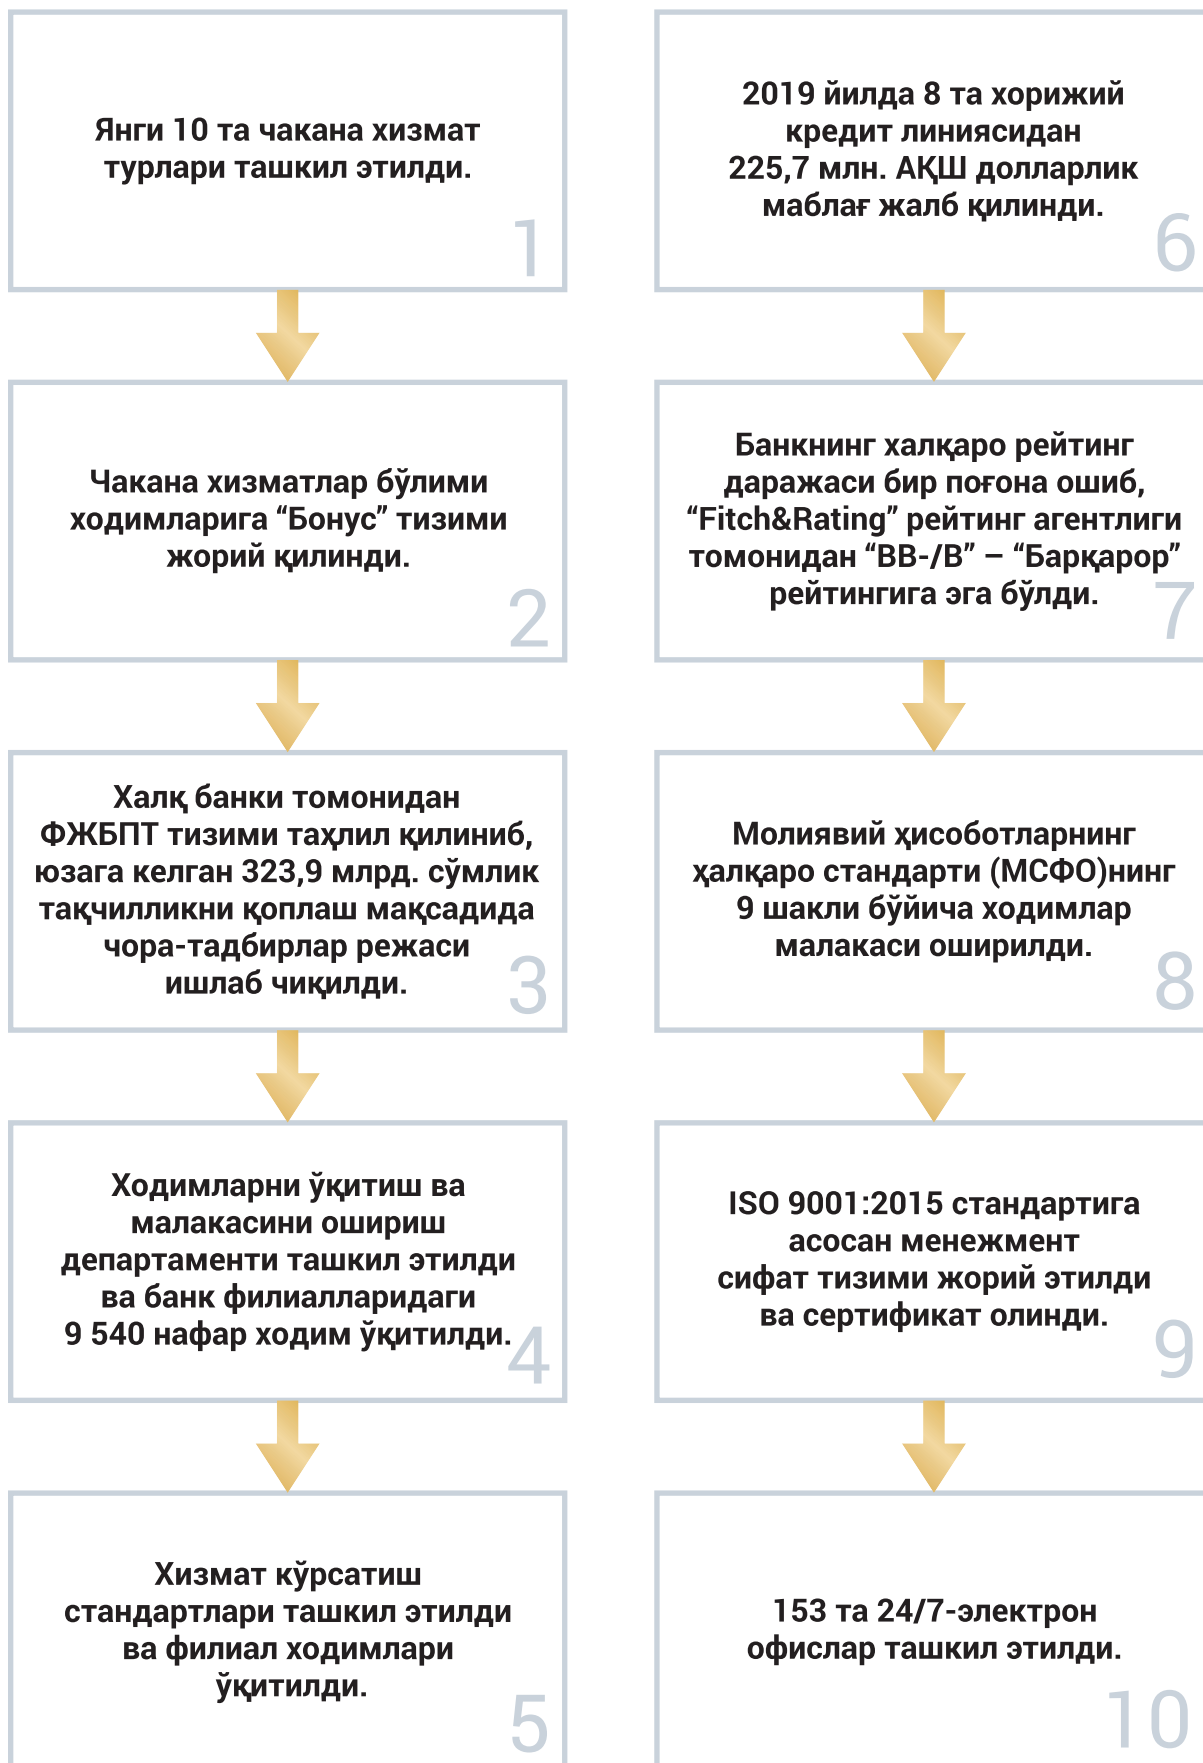 Янги 10 та чакана хизмат
турлари ташкил этилди.
1
Чакана хизматлар бўлими
ходимларига “Бонус” тизими
жорий қилинди.
2
Халқ банки томонидан
ФЖБПТ тизими таҳлил қилиниб,
юзага келган 323,9 млрд. сўмлик
тақчилликни қоплаш мақсадида
чора-тадбирлар режаси
ишлаб чиқилди.
3
Ходимларни ўқитиш ва
малакасини ошириш
департаменти ташкил этилди
ва банк филиалларидаги
9 540 нафар ходим ўқитилди.
4
Хизмат кўрсатиш
стандартлари ташкил этилди
ва филиал ходимлари
ўқитилди.
5
2019 йилда 8 та хорижий
кредит линиясидан
225,7 млн. АҚШ долларлик
маблағ жалб қилинди.
6
Банкнинг халқаро рейтинг
даражаси бир поғона ошиб,
“Fitch&Rating” рейтинг агентлиги
томонидан “BB-/B” – “Барқарор”
рейтингига эга бўлди.
7
Молиявий ҳисоботларнинг
ҳалқаро стандарти (МСФО)нинг
9 шакли бўйича ходимлар
малакаси оширилди.
8
ISO 9001:2015 стандартига
асосан менежмент
сифат тизими жорий этилди
ва сертификат олинди.
9
153 та 24/7-электрон
офислар ташкил этилди.
10